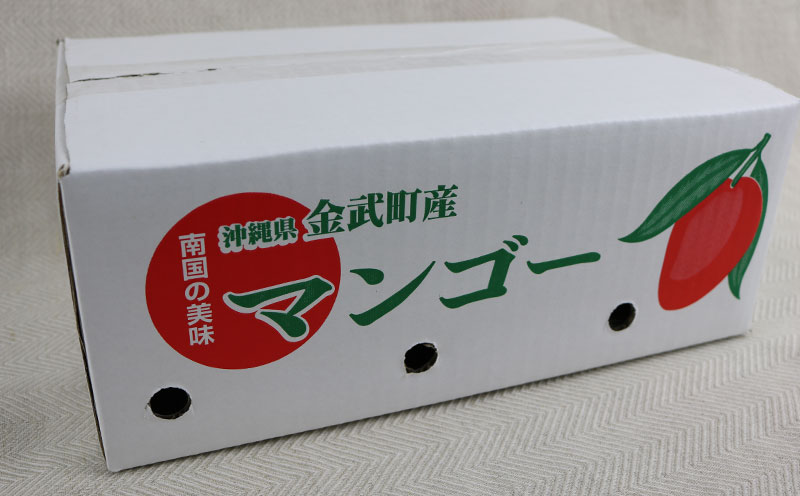 南国の美味
沖縄県 金武町産
マンゴー